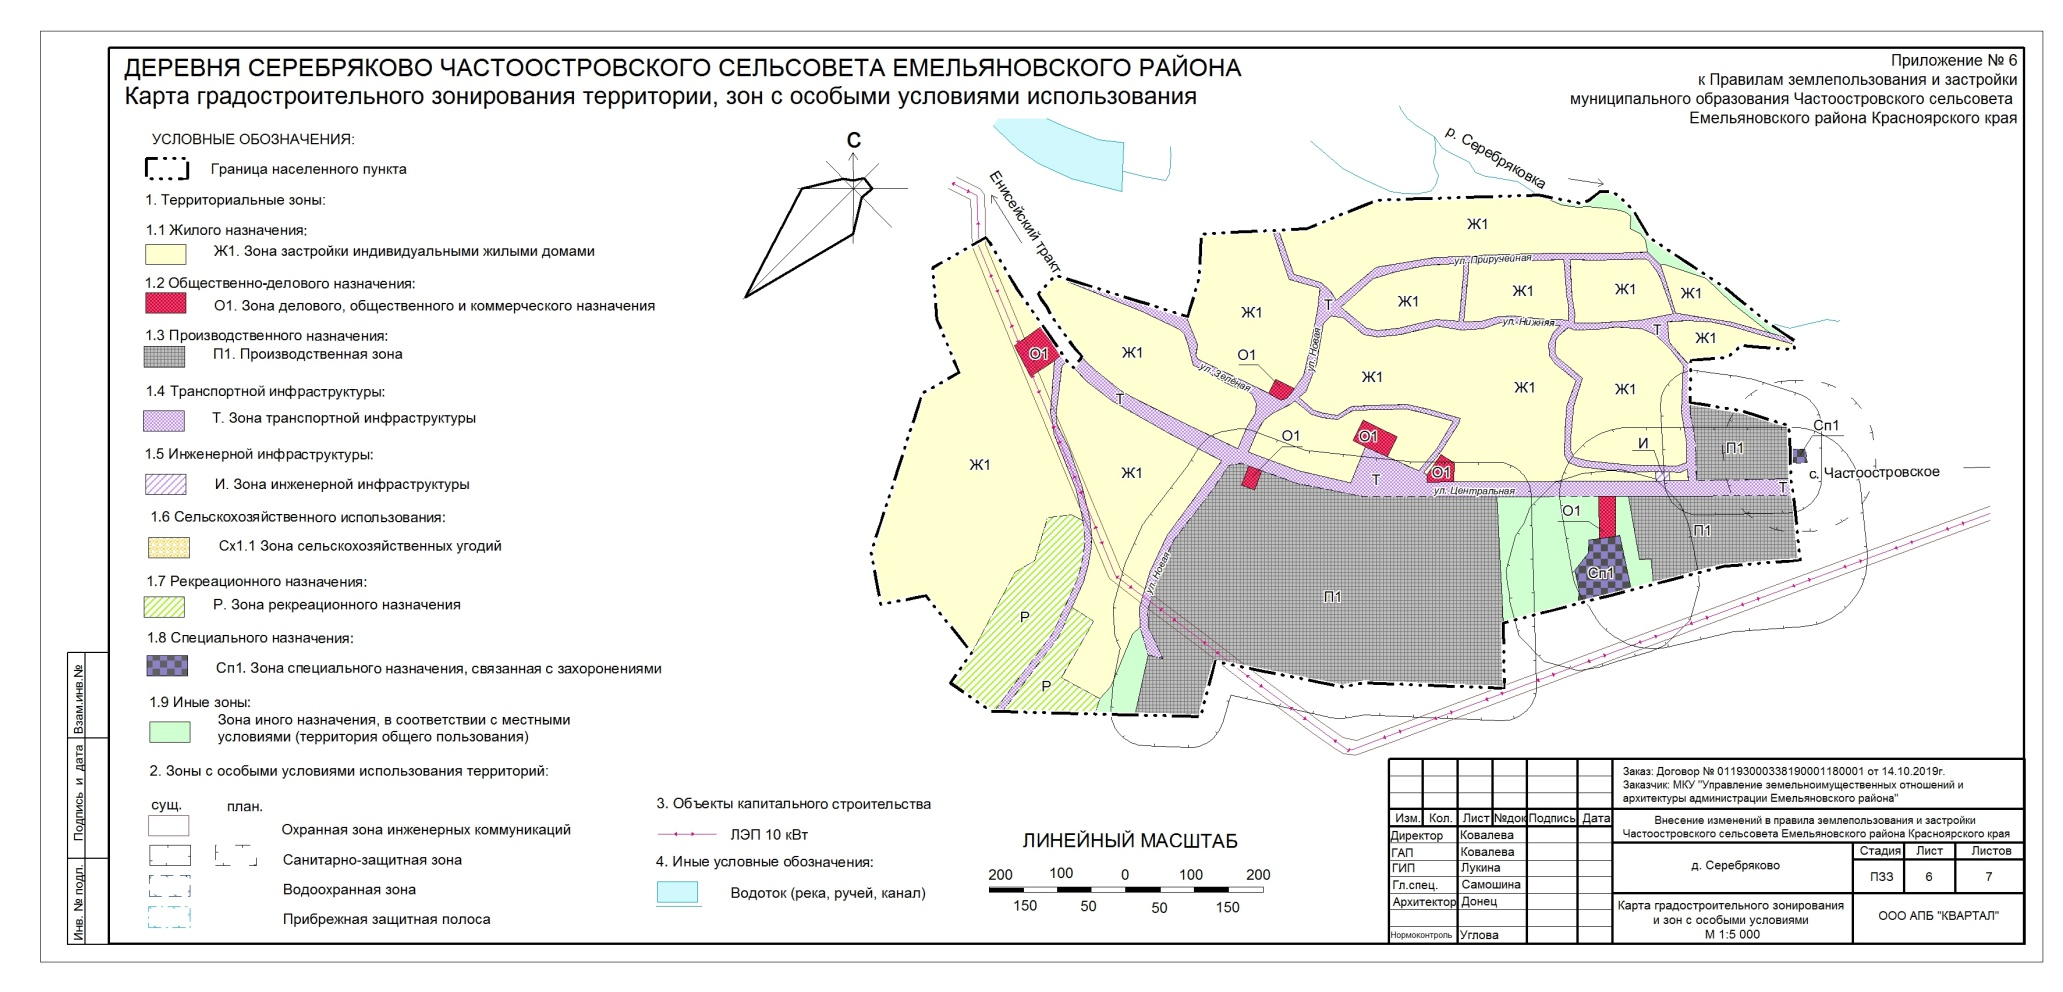 ДЕРЕВНЯ СЕРЕБРЯКОВО ЧАСТООСТРОВСКОГО СЕЛЬСОВЕТА ЕМЕЛЬЯНОВСКОГО РАЙОНА
Карта градостроительного зонирования территории, зон с особыми условиями использования
Приложение № 6
к Правилам землепользования и застройки
муниципального образования Частоостровского сельсовета
Емельяновского района Красноярского края
УСЛОВНЫЕ ОБОЗНАЧЕНИЯ:
Граница населенного пункта
1. Территориальные зоны:
1.1 Жилого назначения:
Ж1. Зона застройки индивидуальными жилыми домами
1.2 Общественно-делового назначения:
О1. Зона делового, общественного и коммерческого назначения
1.3 Производственного назначения:
П1. Производственная зона
1.4 Транспортной инфраструктуры:
Т. Зона транспортной инфраструктуры
1.5 Инженерной инфраструктуры:
И. Зона инженерной инфраструктуры
1.6 Сельскохозяйственного использования:
Сх1.1 Зона сельскохозяйственных угодий
1.7 Рекреационного назначения:
Р. Зона рекреационного назначения
1.8 Специального назначения:
Сп1. Зона специального назначения, связанная с захоронениями
1.9 Иные зоны:
Зона иного назначения, в соответствии с местными
условиями (территория общего пользования)
2. Зоны с особыми условиями использования территорий:
сущ. план.
Охранная зона инженерных коммуникаций
Санитарно-защитная зона
Водоохранная зона
Прибрежная защитная полоса
3. Объекты капитального строительства
ЛЭП 10 кВт
4. Иные условные обозначения:
Водоток (река, ручей, канал)
С
Енисейский тракт
р. Серебряковка
Ж1
ул. Приручейная
Ж1
Ж1
Ж1
Ж1
Ж1
Т
ул. Нижняя
Т
Ж1
ул. Новая
О1
Ж1
О1
ул. Зелёная
Ж1
Ж1
Ж1
Т
Сп1
Ж1
Ж1
О1
О1
О1
И
П1
с. Частоостровское
Т
ул. Центральная
Т
О1
П1
ул. Новая
Сп1
П1
Р
Р
ЛИНЕЙНЫЙ МАСШТАБ
200 100 0 100 200
150 50 50 150
Заказ: Договор № 01193000338190001180001 от 14.10.2019г.
Заказчик: МКУ "Управление земельноимущественных отношений и
архитектуры администрации Емельяновского района"
Изм. Кол. Лист №док Подпись Дата
Внесение изменений в правила землепользования и застройки
Частоостровского сельсовета Емельяновского района Красноярского края
Директор Ковалева
ГАП Ковалева
ГИП Лукина
Гл.спец. Самошина
Архитектор Донец
Нормоконтроль Углова
д. Серебряково
Стадия Лист Листов
ПЗЗ 6 7
Карта градостроительного зонирования
и зон с особыми условиями
М 1:5 000
ООО АПБ "КВАРТАЛ"
Взам.инв.№
Подпись и дата
Инв. № подл.